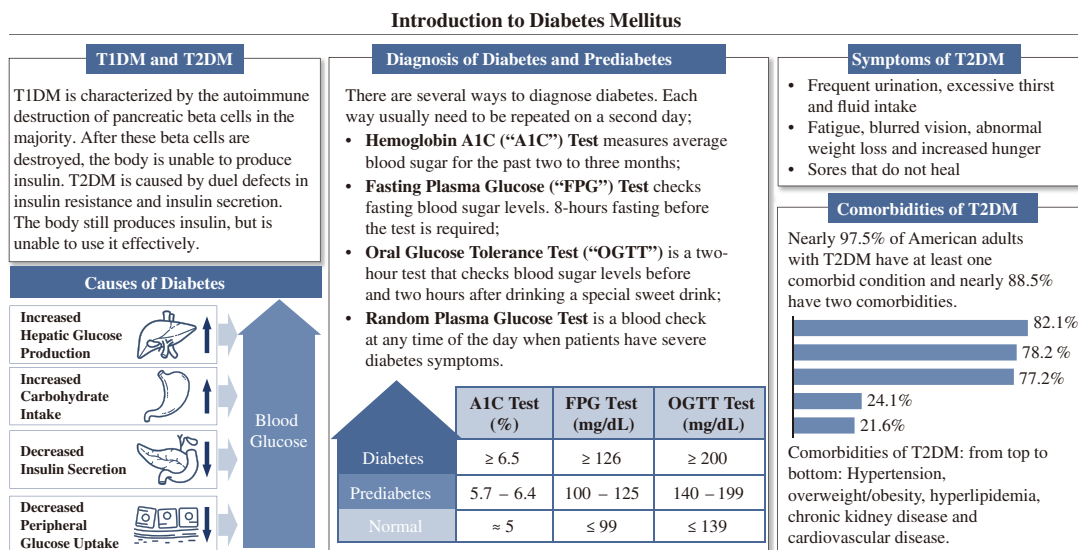 Introduction to Diabetes Mellitus
T1DM and T2DM
T1DM is characterized by the autoimmune
destruction of pancreatic beta cells in the
majority. After these beta cells are
destroyed, the body is unable to produce
insulin. T2DM is caused by duel defects in
insulin resistance and insulin secretion.
The body still produces insulin, but is
unable to use it effectively.
Causes of Diabetes
Increased
Hepatic Glucose
Production
Increased
Carbohydrate
Intake
Decreased
Insulin Secretion
Decreased
Peripheral
Glucose Uptake
Blood
Glucose
Diagnosis of Diabetes and Prediabetes
There are several ways to diagnose diabetes. Each
way usually need to be repeated on a second day;
• Hemoglobin A1C (“A1C”) Test measures average
blood sugar for the past two to three months;
• Fasting Plasma Glucose (“FPG”) Test checks
fasting blood sugar levels. 8-hours fasting before
the test is required;
• Oral Glucose Tolerance Test (“OGTT”) is a two-
hour test that checks blood sugar levels before
and two hours after drinking a special sweet drink;
• Random Plasma Glucose Test is a blood check
at any time of the day when patients have severe
diabetes symptoms.
A1C Test (%) FPG Test (mg/dL) OGTT Test (mg/dL)
Diabetes ≥ 6.5 ≥ 126 ≥ 200
Prediabetes 5.7 – 6.4 100 – 125 140 – 199
Normal ≈ 5 ≤ 99 ≤ 139
Symptoms of T2DM
• Frequent urination, excessive thirst
and fluid intake
• Fatigue, blurred vision, abnormal
weight loss and increased hunger
• Sores that do not heal
Comorbidities of T2DM
Nearly 97.5% of American adults
with T2DM have at least one
comorbid condition and nearly 88.5%
have two comorbidities.
82.1%
78.2 %
77.2%
24.1%
21.6%
Comorbidities of T2DM: from top to
bottom: Hypertension,
overweight/obesity, hyperlipidemia,
chronic kidney disease and
cardiovascular disease.